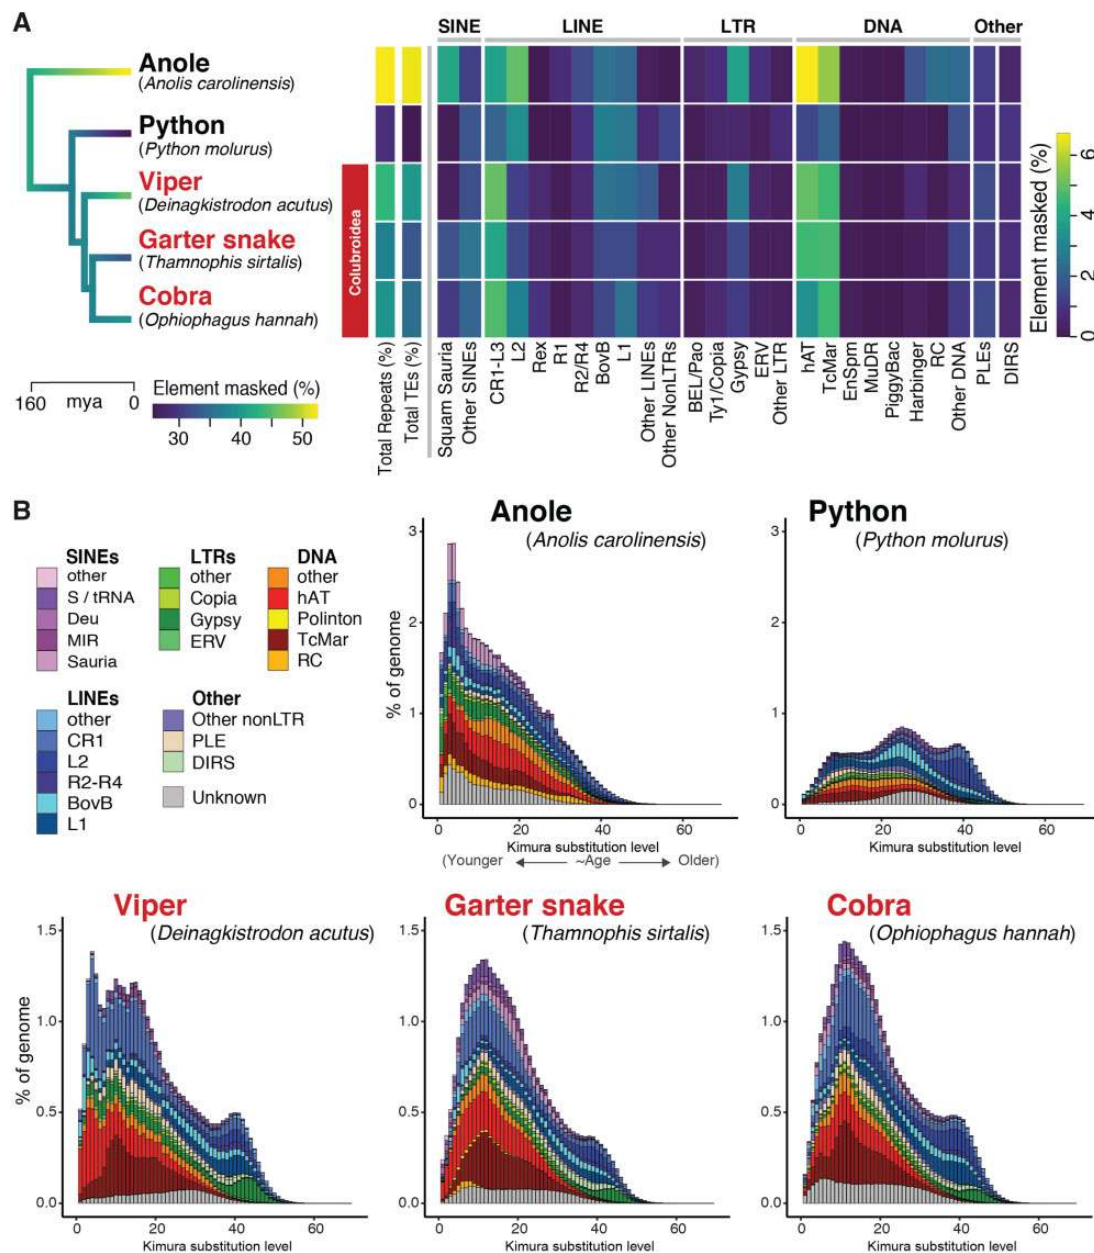 A
SINE LINE LTR DNA Other
Anole
(Anolis carolinensis)
Python
(Python molurus)
Viper
(Deinagkistrodon acutus)
Garter snake
(Thamnophis sirtalis)
Cobra
(Ophiophagus hannah)
Colubroidea
Element masked (%)
6
4
2
0
160 mya 0
Element masked (%)
30 40 50
Total Repeats (%)
Total TEs (%)
Squam Sauria
Other SINEs
CR1-L3
L2
Rex
R1
R2/R4
BovB
L1
Other LINEs
Other NonLTRs
BEL/Pao
Ty1/Copia
Gypsy
ERV
Other LTR
hAT
TcMar
EnSpm
MuDR
PiggyBac
Harbinger
RC
Other DNA
PLEs
DIRS
B
SINEs
other
S / tRNA
Deu
MIR
Sauria
LTRs
other
Copia
Gypsy
ERV
DNA
other
hAT
Polinton
TcMar
RC
LINEs
other
CR1
L2
R2-R4
BovB
L1
Other
Other nonLTR
PLE
DIRS
Unknown
Anole
(Anolis carolinensis)
% of genome
3
2
1
0
0 20 40 60
Kimura substitution level
(Younger ~Age Older)
Python
(Python molurus)
3
2
1
0
0 20 40 60
Kimura substitution level
Viper
(Deinagkistrodon acutus)
% of genome
1.5
1.0
0.5
0.0
0 20 40 60
Kimura substitution level
Garter snake
(Thamnophis sirtalis)
1.5
1.0
0.5
0.0
0 20 40 60
Kimura substitution level
Cobra
(Ophiophagus hannah)
1.5
1.0
0.5
0.0
0 20 40 60
Kimura substitution level